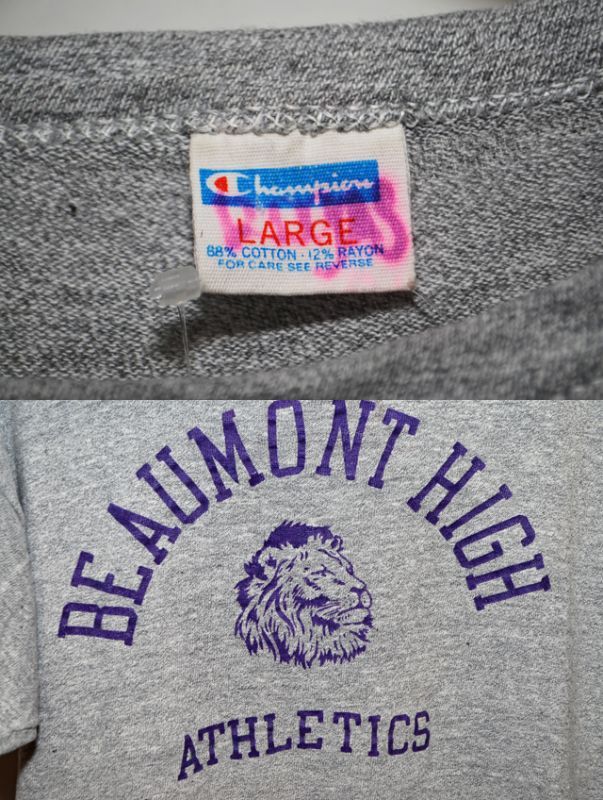 Champion
LARGE
88% COTTON · 12% RAYON
FOR CARE SEE REVERSE
BEAUMONT HIGH
ATHLETICS